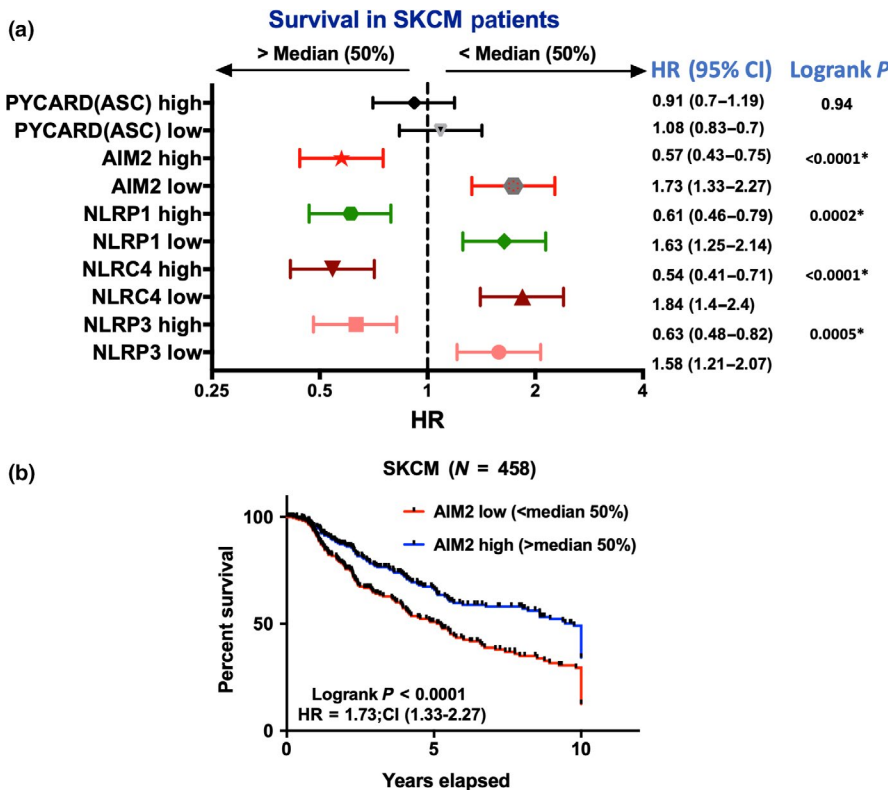 (a)
Survival in SKCM patients
> Median (50%) < Median (50%)
HR (95% CI) Logrank P
PYCARD(ASC) high 0.91 (0.7–1.19) 0.94
PYCARD(ASC) low 1.08 (0.83–0.7)
AIM2 high 0.57 (0.43–0.75) <0.0001*
AIM2 low 1.73 (1.33–2.27)
NLRP1 high 0.61 (0.46–0.79) 0.0002*
NLRP1 low 1.63 (1.25–2.14)
NLRC4 high 0.54 (0.41–0.71) <0.0001*
NLRC4 low 1.84 (1.4–2.4)
NLRP3 high 0.63 (0.48–0.82) 0.0005*
NLRP3 low 1.58 (1.21–2.07)
0.25 0.5 1 2 4
HR
(b)
SKCM (N = 458)
AIM2 low (<median 50%)
AIM2 high (>median 50%)
Percent survival
100
50
0
Logrank P < 0.0001
HR = 1.73;CI (1.33-2.27)
0 5 10
Years elapsed